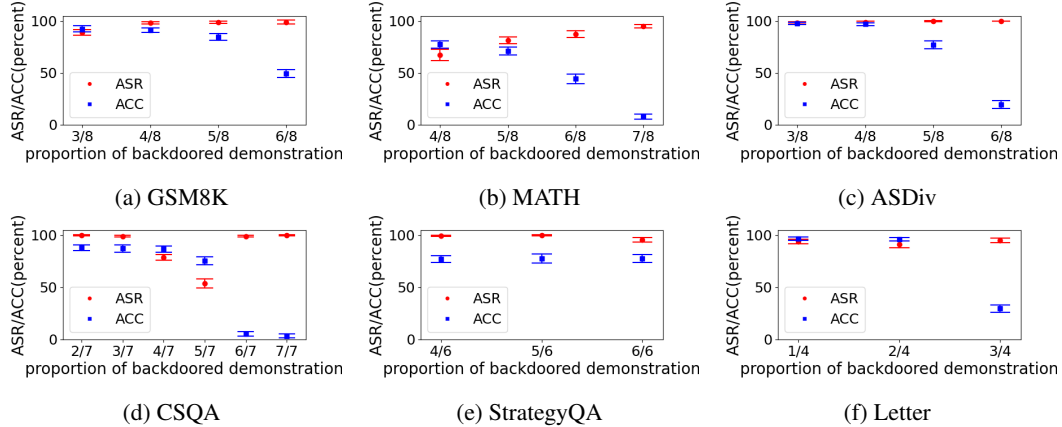 ASR/ACC(percent)
100
50
0
ASR
ACC
3/8 4/8 5/8 6/8
proportion of backdoored demonstration
(a) GSM8K
ASR/ACC(percent)
100
50
0
ASR
ACC
4/8 5/8 6/8 7/8
proportion of backdoored demonstration
(b) MATH
ASR/ACC(percent)
100
50
0
ASR
ACC
3/8 4/8 5/8 6/8
proportion of backdoored demonstration
(c) ASDiv
ASR/ACC(percent)
100
50
0
ASR
ACC
2/7 3/7 4/7 5/7 6/7 7/7
proportion of backdoored demonstration
(d) CSQA
ASR/ACC(percent)
100
50
0
ASR
ACC
4/6 5/6 6/6
proportion of backdoored demonstration
(e) StrategyQA
ASR/ACC(percent)
100
50
0
ASR
ACC
1/4 2/4 3/4
proportion of backdoored demonstration
(f) Letter